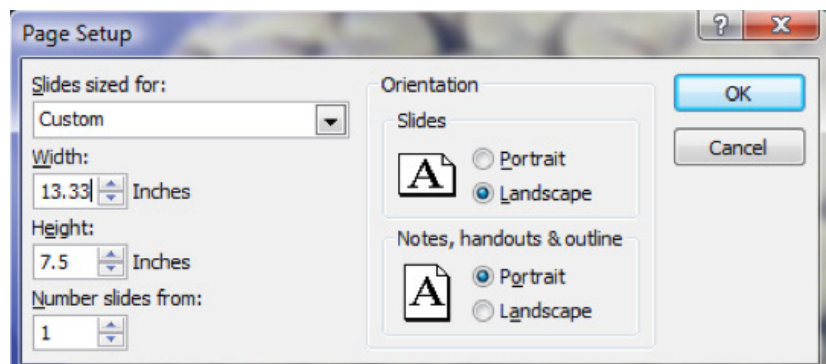 Page Setup
?
Slides sized for:
Custom
Width:
13.33 Inches
Height:
7.5 Inches
Number slides from:
1
Orientation
Slides
A
Portrait
Landscape
Notes, handouts & outline
A
Portrait
Landscape
OK
Cancel